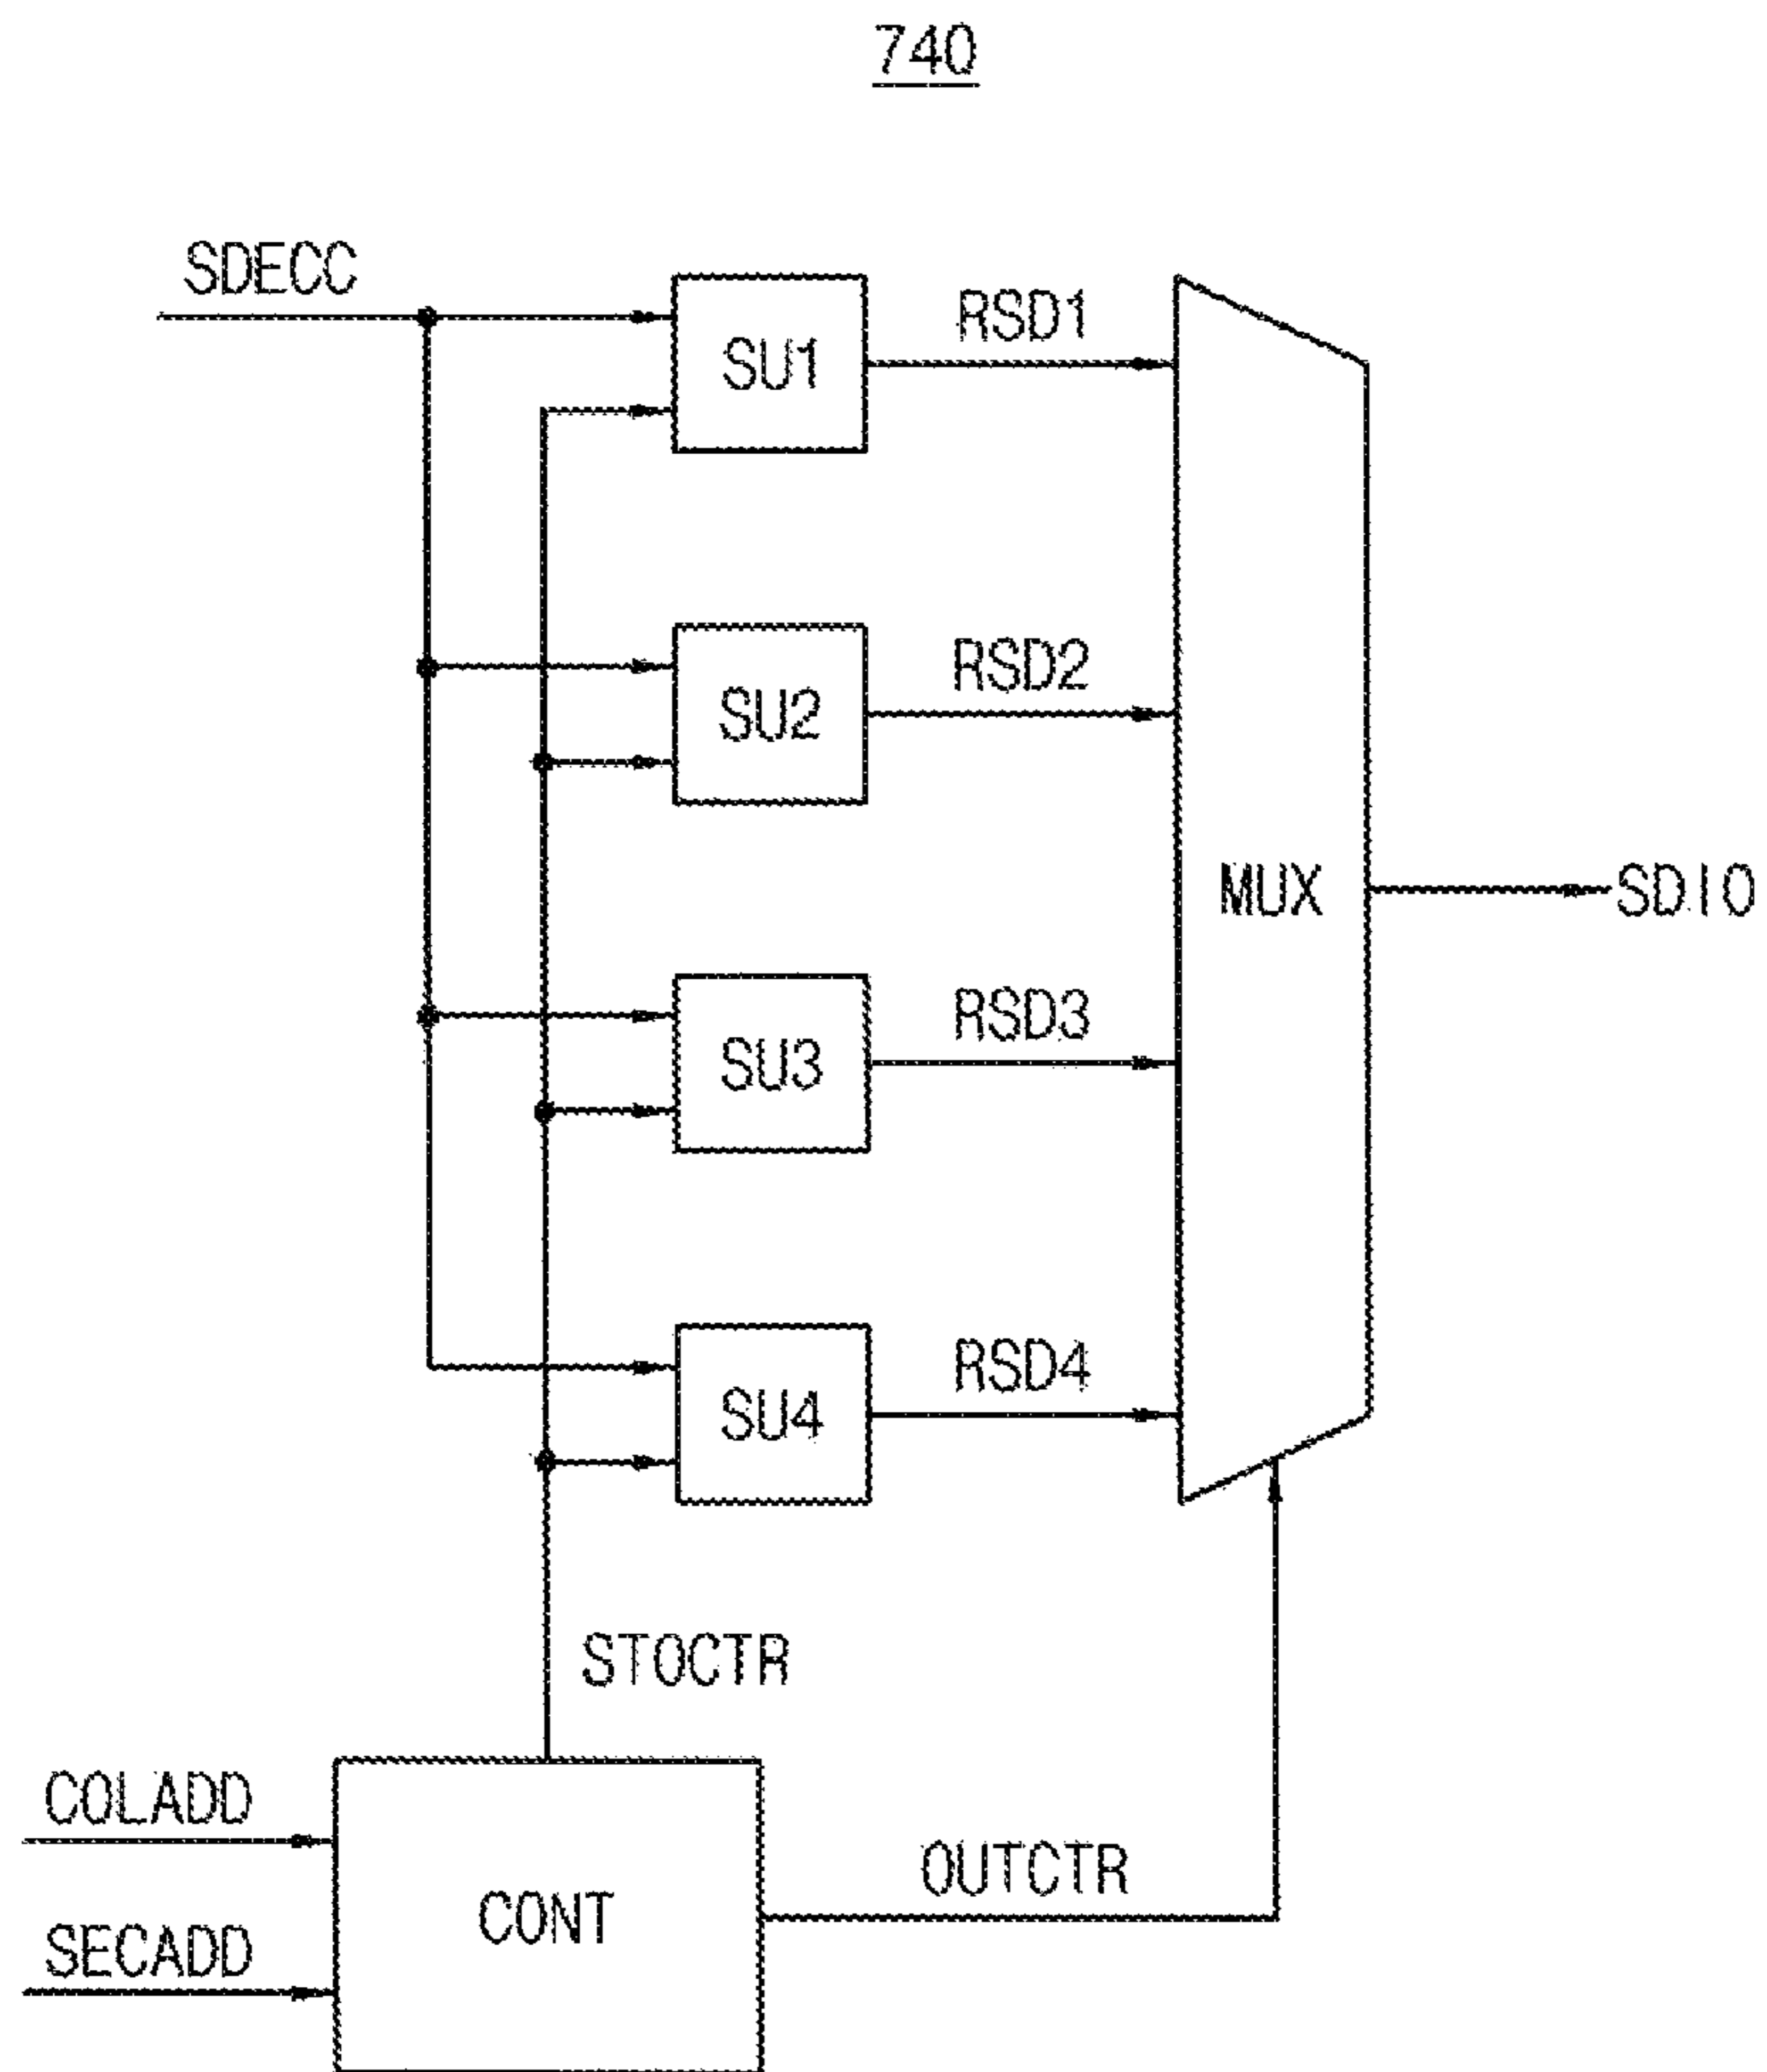 740
SDECC
SU1
RSD1
SU2
RSD2
MUX
SDIO
SU3
RSD3
SU4
RSD4
STOCTR
COLADD
SECADD
CONT
OUTCTR